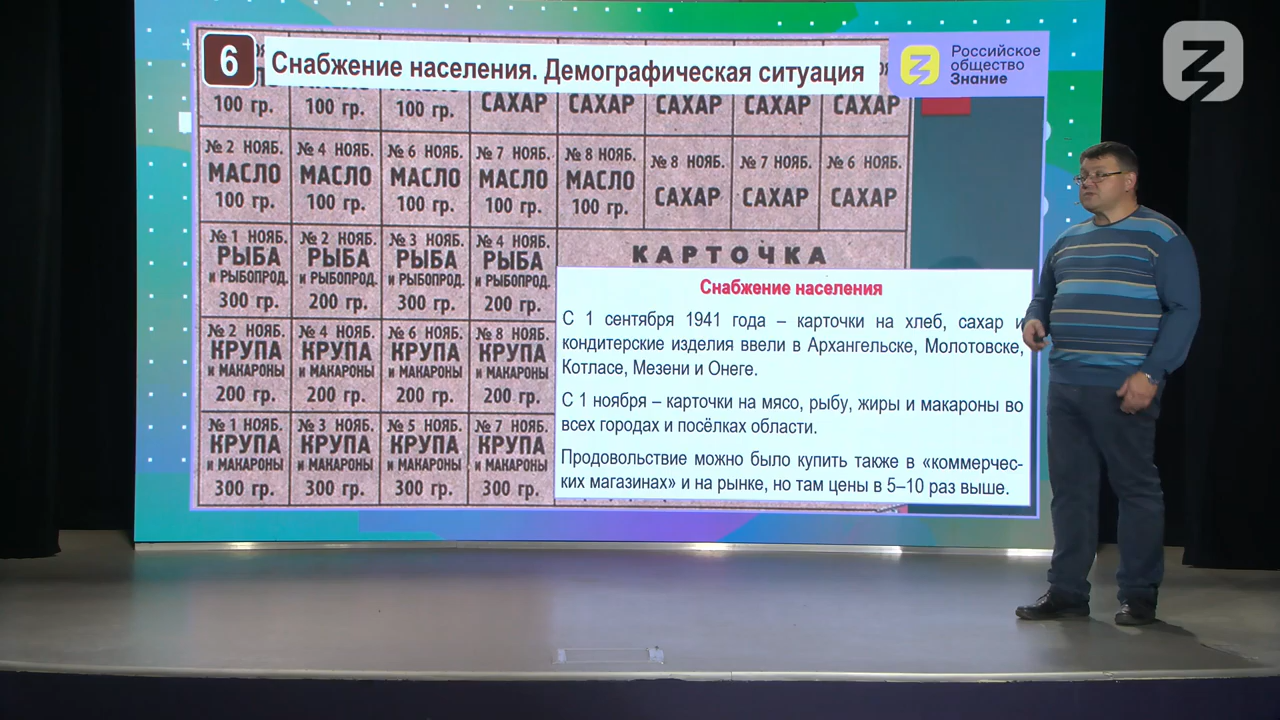 6
Снабжение населения. Демографическая ситуация
Российское
общество
Знание
100 гр.
100 гр.
100 гр.
САХАР
САХАР
САХАР
САХАР
САХАР
№ 2 НОЯБ.
МАСЛО
100 гр.
№ 4 НОЯБ.
МАСЛО
100 гр.
№ 6 НОЯБ.
МАСЛО
100 гр.
№ 7 НОЯБ.
МАСЛО
100 гр.
№ 8 НОЯБ.
МАСЛО
100 гр.
№ 8 НОЯБ.
САХАР
№ 7 НОЯБ.
САХАР
№ 6 НОЯБ.
САХАР
№ 1 НОЯБ.
РЫБА
и РЫБОПРОД.
300 гр.
№ 2 НОЯБ.
РЫБА
и РЫБОПРОД.
200 гр.
№ 3 НОЯБ.
РЫБА
и РЫБОПРОД.
300 гр.
№ 4 НОЯБ.
РЫБА
и РЫБОПРОД.
200 гр.
КАРТОЧКА
№ 2 НОЯБ.
КРУПА
и МАКАРОНЫ
200 гр.
№ 4 НОЯБ.
КРУПА
и МАКАРОНЫ
200 гр.
№ 6 НОЯБ.
КРУПА
и МАКАРОНЫ
200 гр.
№ 8 НОЯБ.
КРУПА
и МАКАРОНЫ
200 гр.
№ 1 НОЯБ.
КРУПА
и МАКАРОНЫ
300 гр.
№ 3 НОЯБ.
КРУПА
и МАКАРОНЫ
300 гр.
№ 5 НОЯБ.
КРУПА
и МАКАРОНЫ
300 гр.
№ 7 НОЯБ.
КРУПА
и МАКАРОНЫ
300 гр.
Снабжение населения
С 1 сентября 1941 года – карточки на хлеб, сахар и
кондитерские изделия ввели в Архангельске, Молотовске,
Котласе, Мезени и Онеге.
С 1 ноября – карточки на мясо, рыбу, жиры и макароны во
всех городах и посёлках области.
Продовольствие можно было купить также в «коммерчес-
ких магазинах» и на рынке, но там цены в 5–10 раз выше.